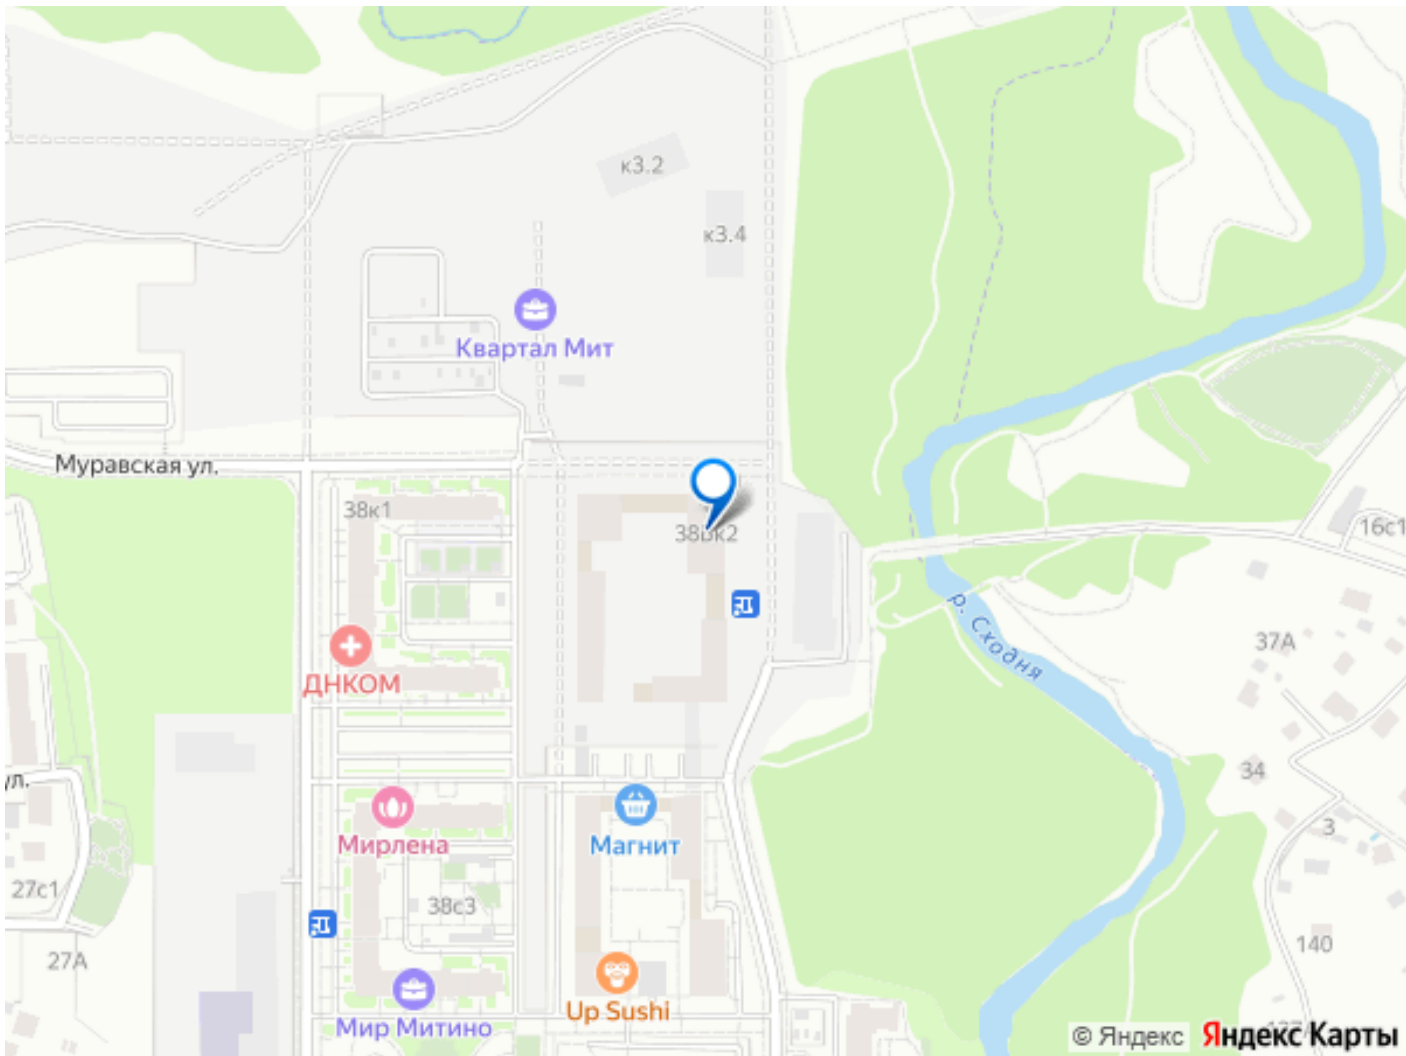 к3.2
к3.4
Квартал Мит
Муравская ул.
38к1
16с1
р. Сходня
37А
ДНКОМ
34
ул.
Мирлена
Магнит
3
27с1
38с3
140
27А
Up Sushi
Мир Митино
© Яндекс
Яндекс Карты